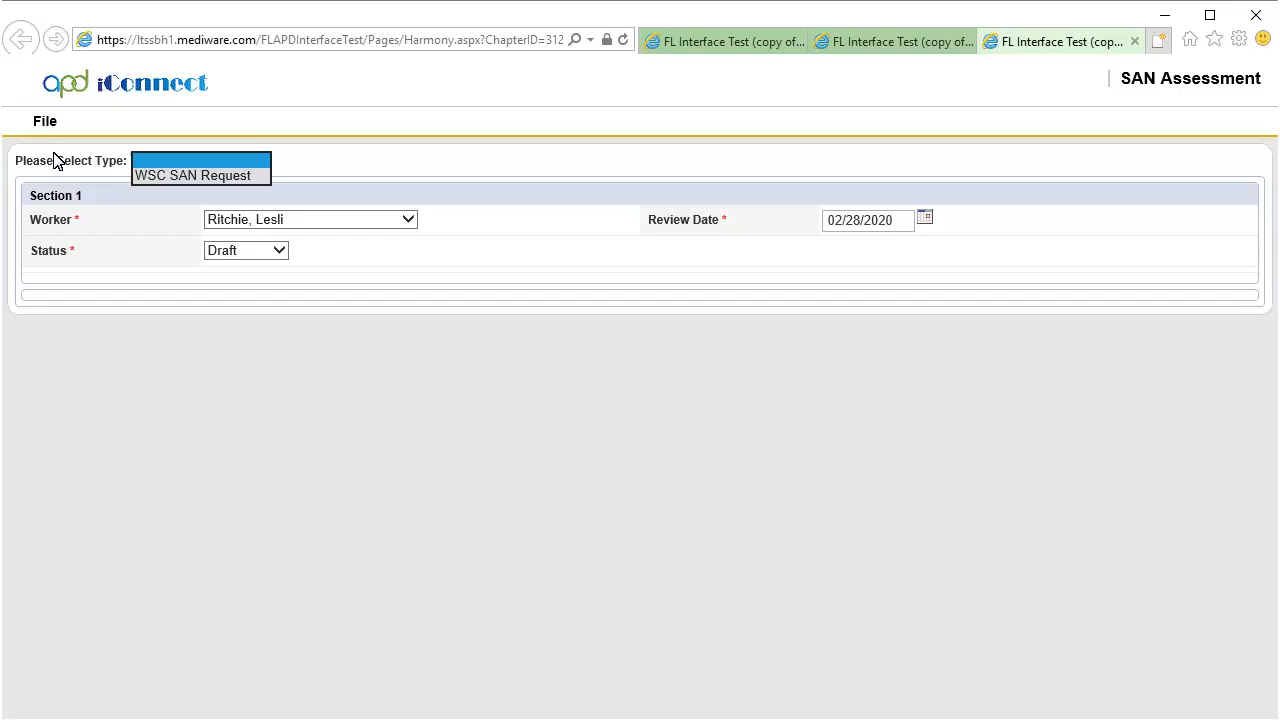 https://ltssbh1.mediware.com/FLAPDInterfaceTest/Pages/Harmony.aspx?ChapterID=312
FL Interface Test (copy of...
FL Interface Test (copy of...
FL Interface Test (cop...
apd iConnect
SAN Assessment
File
Please Select Type:
WSC SAN Request
Section 1
Worker *
Ritchie, Lesli
Review Date *
02/28/2020
Status *
Draft